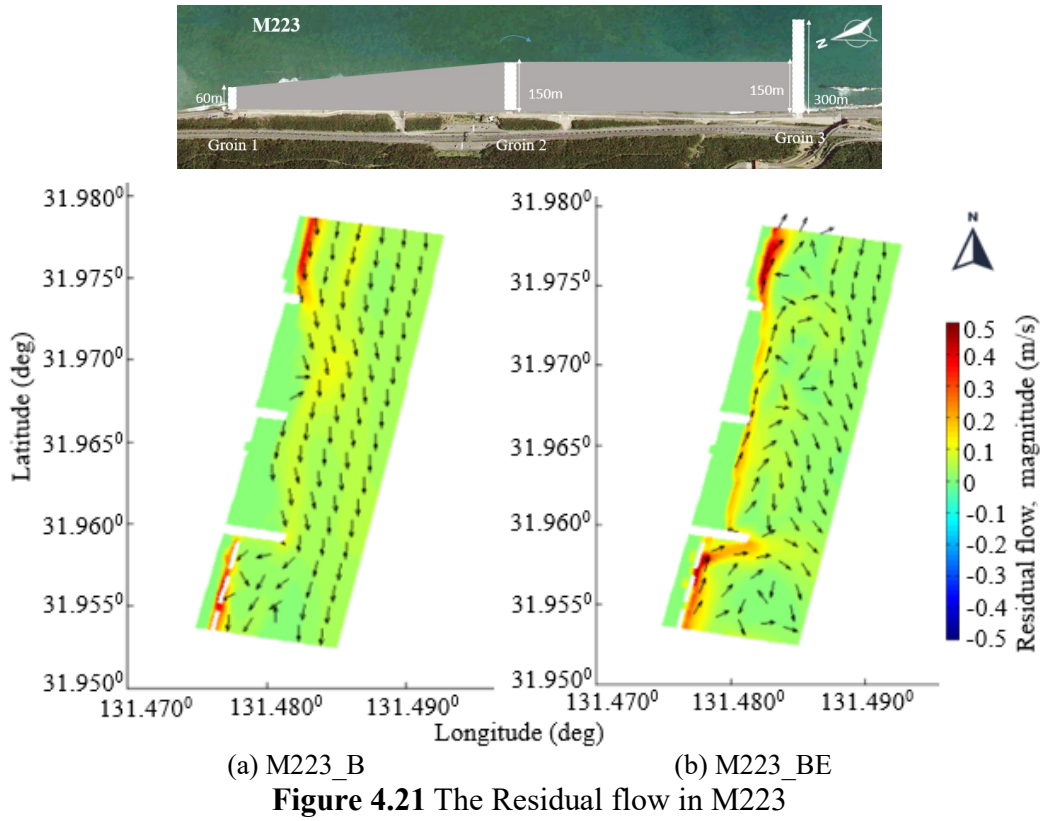 M223
N
60m
150m
150m
300m
Groin 1
Groin 2
Groin 3
31.980⁰
31.975⁰
31.970⁰
31.965⁰
31.960⁰
31.955⁰
31.950⁰
131.470⁰ 131.480⁰ 131.490⁰
Latitude (deg)
31.980⁰
31.975⁰
31.970⁰
31.965⁰
31.960⁰
31.955⁰
31.950⁰
131.470⁰ 131.480⁰ 131.490⁰
N
0.5
0.4
0.3
0.2
0.1
0
-0.1
-0.2
-0.3
-0.4
-0.5
Residual flow, magnitude (m/s)
Longitude (deg)
(a) M223_B
(b) M223_BE
Figure 4.21 The Residual flow in M223